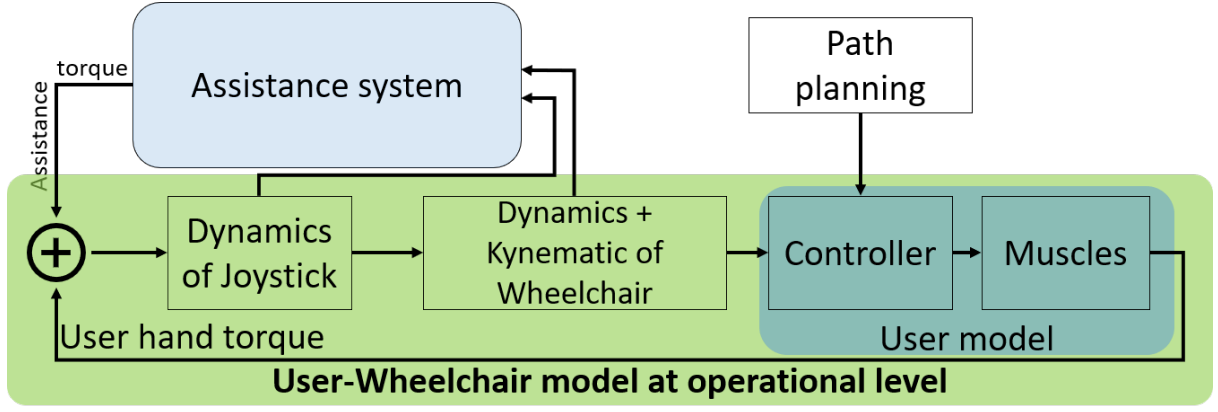 torque
Assistance
Assistance system
Path
planning
Dynamics
of Joystick
Dynamics +
Kynematic of
Wheelchair
Controller
Muscles
User hand torque
User model
User-Wheelchair model at operational level